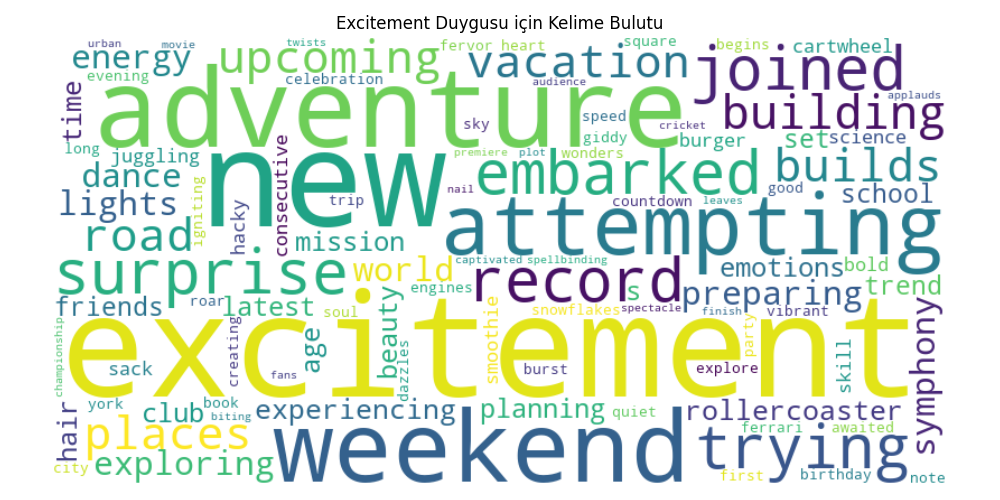 Excitement Duygusu için Kelime Bulutu
urban
movie
twists
fervor
heart
square
begins
cartwheel
energy
upcoming
vacation
joined
evening
celebration
audience
applauds
time
adventure
sky
speed
cricket
building
long
juggling
giddy
burger
set
science
premiere
plot
wonders
dance
new
consecutive
nail
embarked
builds
good
school
lights
igniting
hacky
trip
countdown
leaves
road
mission
attempting
surprise
captivated
spellbinding
world
record
emotions
bold
engines
s
preparing
trend
friends
roar
latest
soul
beauty
snowflakes
spectacle
finish
vibrant
championship
excitement
creating
age
smoothie
party
symphony
sack
fans
dazzles
burst
explore
skill
hair
york
club
book
biting
experiencing
planning
quiet
rollercoaster
places
weekend
trying
ferrari
awaited
city
exploring
first
birthday
note